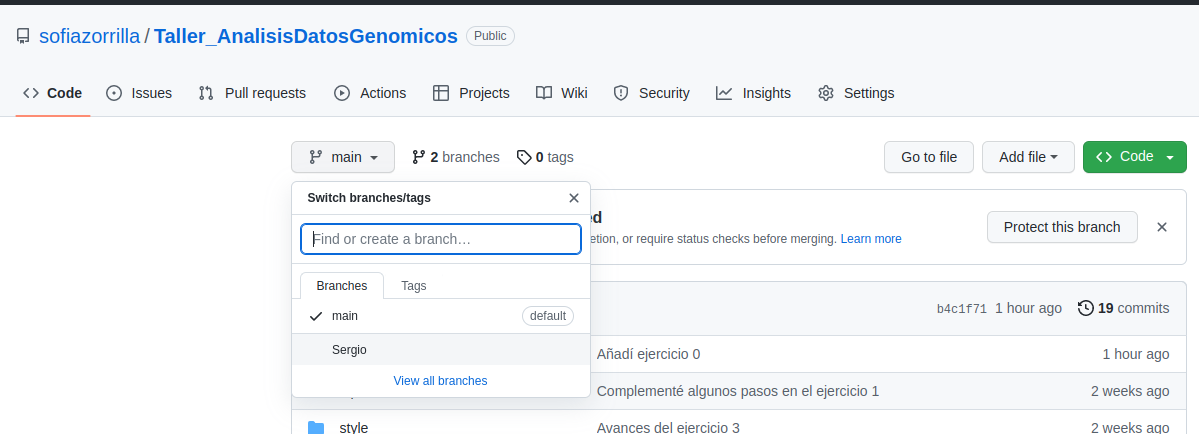 sofiazorrilla / Taller_AnalisisDatosGenomicos Public
Code Issues Pull requests Actions Projects Wiki Security Insights Settings
main 2 branches 0 tags Go to file Add file Code
Switch branches/tags
Find or create a branch…
Branches Tags
main default
Sergio
View all branches
ed
etion, or require status checks before merging. Learn more
Protect this branch
b4c1f71 1 hour ago 19 commits
Añadí ejercicio 0 1 hour ago
Complementé algunos pasos en el ejercicio 1 2 weeks ago
style Avances del ejercicio 3 2 weeks ago